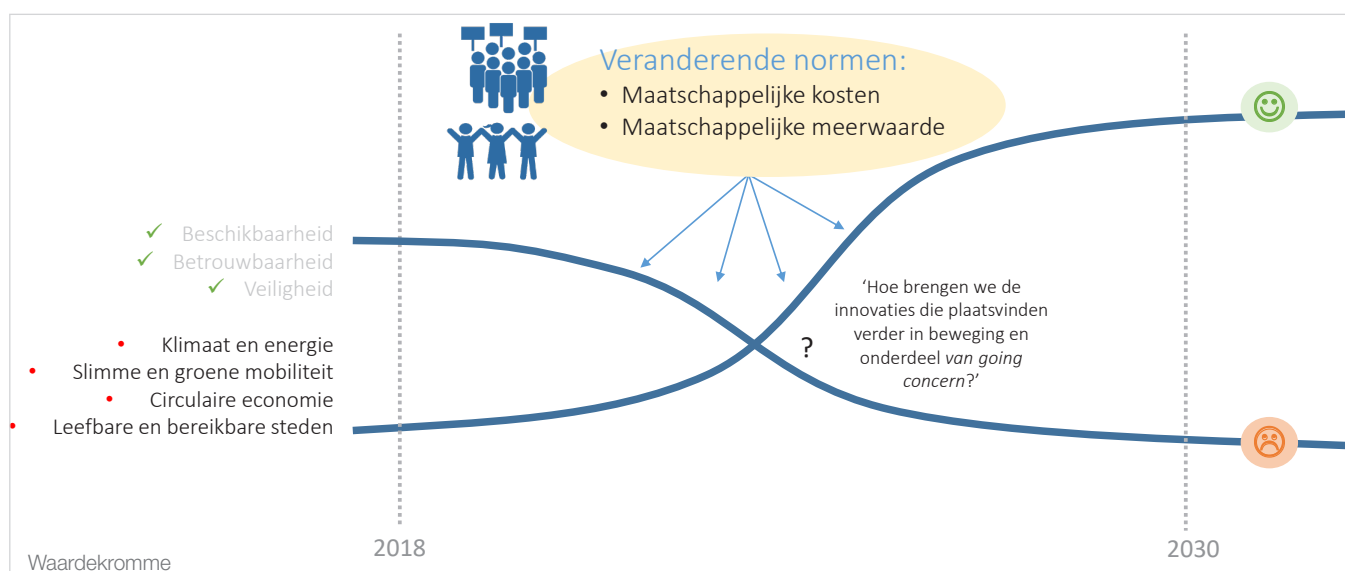 Veranderende normen:
• Maatschappelijke kosten
• Maatschappelijke meerwaarde
✓ Beschikbaarheid
✓ Betrouwbaarheid
✓ Veiligheid
• Klimaat en energie
• Slimme en groene mobiliteit
• Circulaire economie
• Leefbare en bereikbare steden
?
‘Hoe brengen we de
innovaties die plaatsvinden
verder in beweging en
onderdeel van going
concern?’
2018
2030
Waardekromme